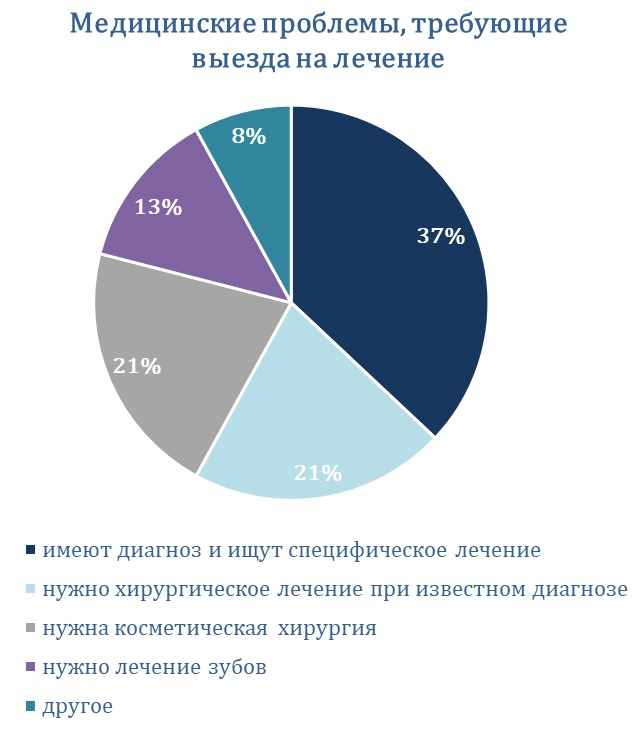 Медицинские проблемы, требующие
выезда на лечение
8%
37%
13%
21%
21%
имеют диагноз и ищут специфическое лечение
нужно хирургическое лечение при известном диагнозе
нужна косметическая хирургия
нужно лечение зубов
другое